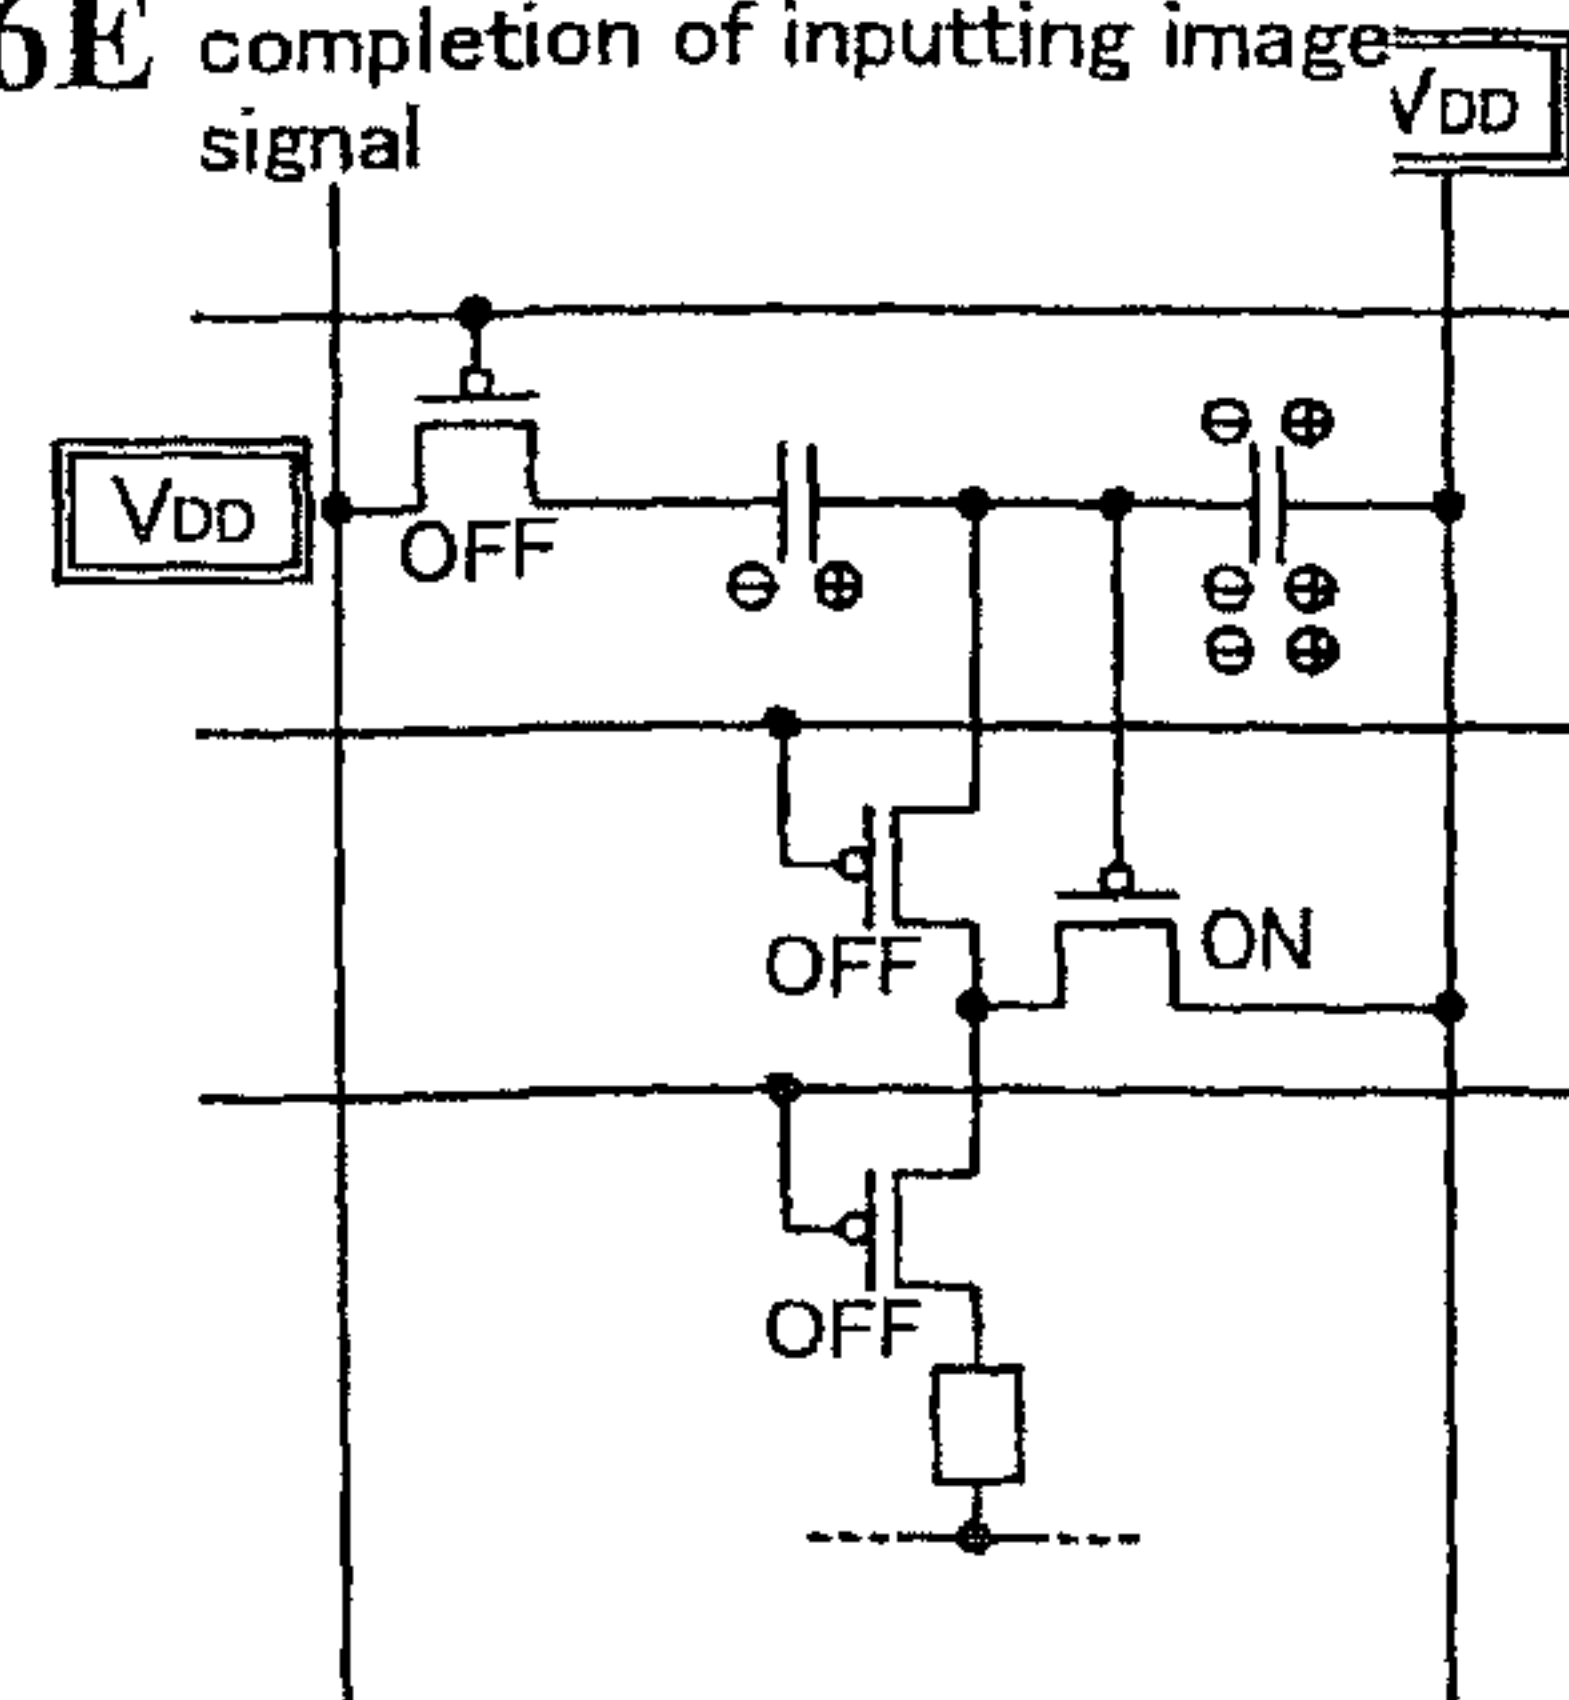 6E completion of inputting image
signal
VDD
VDD
OFF
⊖ ⊕
⊖ ⊕
⊖ ⊕
⊖ ⊕
OFF
ON
OFF